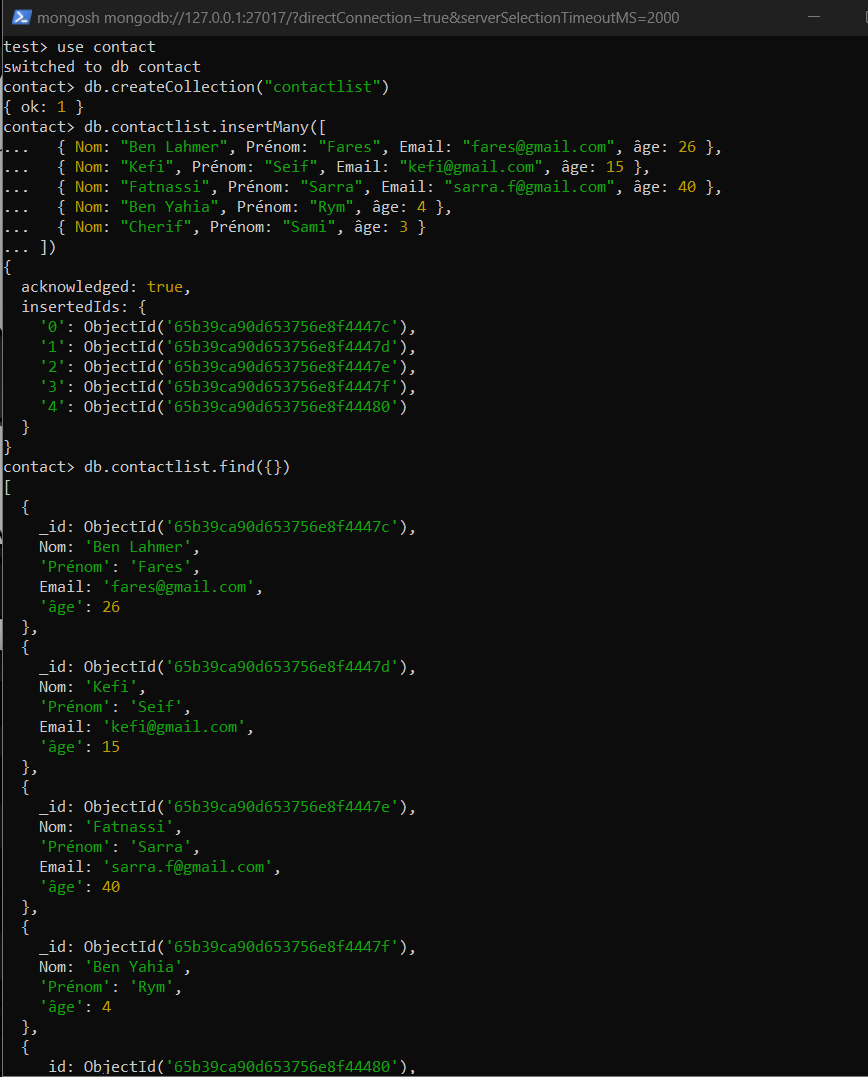 mongosh mongodb://127.0.0.1:27017/?directConnection=true&serverSelectionTimeoutMS=2000
test> use contact
switched to db contact
contact> db.createCollection("contactlist")
{ ok: 1 }
contact> db.contactlist.insertMany([
...   { Nom: "Ben Lahmer", Prénom: "Fares", Email: "fares@gmail.com", âge: 26 },
...   { Nom: "Kefi", Prénom: "Seif", Email: "kefi@gmail.com", âge: 15 },
...   { Nom: "Fatnassi", Prénom: "Sarra", Email: "sarra.f@gmail.com", âge: 40 },
...   { Nom: "Ben Yahia", Prénom: "Rym", âge: 4 },
...   { Nom: "Cherif", Prénom: "Sami", âge: 3 }
... ])
{
  acknowledged: true,
  insertedIds: {
    '0': ObjectId('65b39ca90d653756e8f4447c'),
    '1': ObjectId('65b39ca90d653756e8f4447d'),
    '2': ObjectId('65b39ca90d653756e8f4447e'),
    '3': ObjectId('65b39ca90d653756e8f4447f'),
    '4': ObjectId('65b39ca90d653756e8f44480')
  }
}
contact> db.contactlist.find({})
[
  {
    _id: ObjectId('65b39ca90d653756e8f4447c'),
    Nom: 'Ben Lahmer',
    'Prénom': 'Fares',
    Email: 'fares@gmail.com',
    'âge': 26
  },
  {
    _id: ObjectId('65b39ca90d653756e8f4447d'),
    Nom: 'Kefi',
    'Prénom': 'Seif',
    Email: 'kefi@gmail.com',
    'âge': 15
  },
  {
    _id: ObjectId('65b39ca90d653756e8f4447e'),
    Nom: 'Fatnassi',
    'Prénom': 'Sarra',
    Email: 'sarra.f@gmail.com',
    'âge': 40
  },
  {
    _id: ObjectId('65b39ca90d653756e8f4447f'),
    Nom: 'Ben Yahia',
    'Prénom': 'Rym',
    'âge': 4
  },
  {
    _id: ObjectId('65b39ca90d653756e8f44480'),